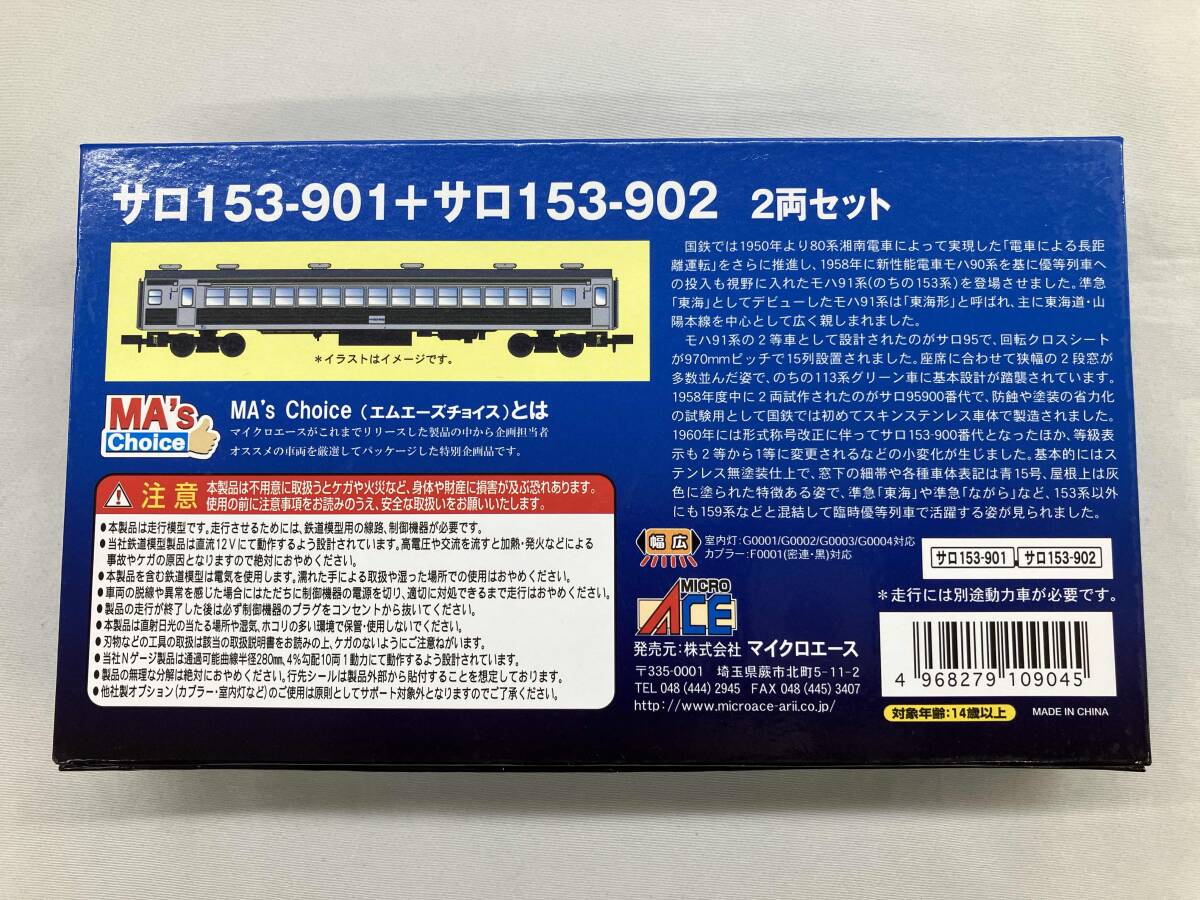 サロ153-901+サロ153-902 2両セット
*イラストはイメージです。
MA's
Choice
MA's Choice(エムエーズチョイス)とは
マイクロエースがこれまでリリースした製品の中から企画担当者
オススメの車両を厳選してパッケージした特別企画品です。
注意
本製品は不用意に取扱うとケガや火災など、身体や財産に損害が及ぶ恐れあります。
使用の前に注意事項をお読みのうえ、安全な取扱いをお願いいたします。
●本製品は走行模型です。走行させるためには、鉄道模型用の線路、制御機器が必要です。
●当社鉄道模型製品は直流12Vにて動作するよう設計されています。高電圧や交流を流すと加熱・発火などによる
事故やケガの原因となりますので絶対におやめください。
●本製品を含む鉄道模型は電気を使用します。濡れた手による取扱や湿った場所での使用はおやめください。
●車両の脱線や異常を感じた場合にはただちに制御機器の電源を切り、適切に対処できるまで走行はおやめください。
●製品の走行が終了した後は必ず制御機器のプラグをコンセントから抜いてください。
●本製品は直射日光の当たる場所や湿気、ホコリの多い環境で保管・使用しないでください。
●刃物などの工具の取扱は該当の取扱説明書をお読みの上、ケガのないようにご注意ねがいます。
●当社Nゲージ製品は通過可能曲線半径280mm、4%勾配10両1動力にて動作するよう設計されています。
●製品の無理な分解は絶対におやめください。行先シールは製品外部から貼付することを想定しております。
●他社製オプション(カプラー・室内灯など)のご使用は原則としてサポート対象外となりますのでご了承ください。
国鉄では1950年より80系湘南電車によって実現した「電車による長距
離運転」をさらに推進し、1958年に新性能電車モハ90系を基に優等列車へ
の投入も視野に入れたモハ91系(のちの153系)を登場させました。準急
「東海」としてデビューしたモハ91系は「東海形」と呼ばれ、主に東海道・山
陽本線を中心として広く親しまれました。
モハ91系の2等車として設計されたのがサロ95で、回転クロスシート
が970mmピッチで15列設置されました。座席に合わせて狭幅の2段窓が
多数並んだ姿で、のちの113系グリーン車に基本設計が踏襲されています。
1958年度中に2両試作されたのがサロ95900番代で、防蝕や塗装の省力化
の試験用として国鉄では初めてスキンステンレス車体で製造されました。
1960年には形式称号改正に伴ってサロ153-900番代となったほか、等級表
示も2等から1等に変更されるなどの小変化が生じました。基本的にはス
テンレス無塗装仕上で、窓下の細帯や各種車体表記は青15号、屋根上は灰
色に塗られた特徴ある姿で、準急「東海」や準急「ながら」など、153系以外
にも159系などと混結して臨時優等列車で活躍する姿が見られました。
幅広
室内灯:G0001/G0002/G0003/G0004対応
カプラー:F0001(密連・黒)対応
サロ153-901 サロ153-902
*走行には別途動力車が必要です。
MICRO
ACE
発売元:株式会社 マイクロエース
〒335-0001 埼玉県蕨市北町5-11-2
TEL 048 (444) 2945 FAX 048 (445) 3407
http://www.microace-arii.co.jp/
4 968279 109045
対象年齢:14歳以上
MADE IN CHINA